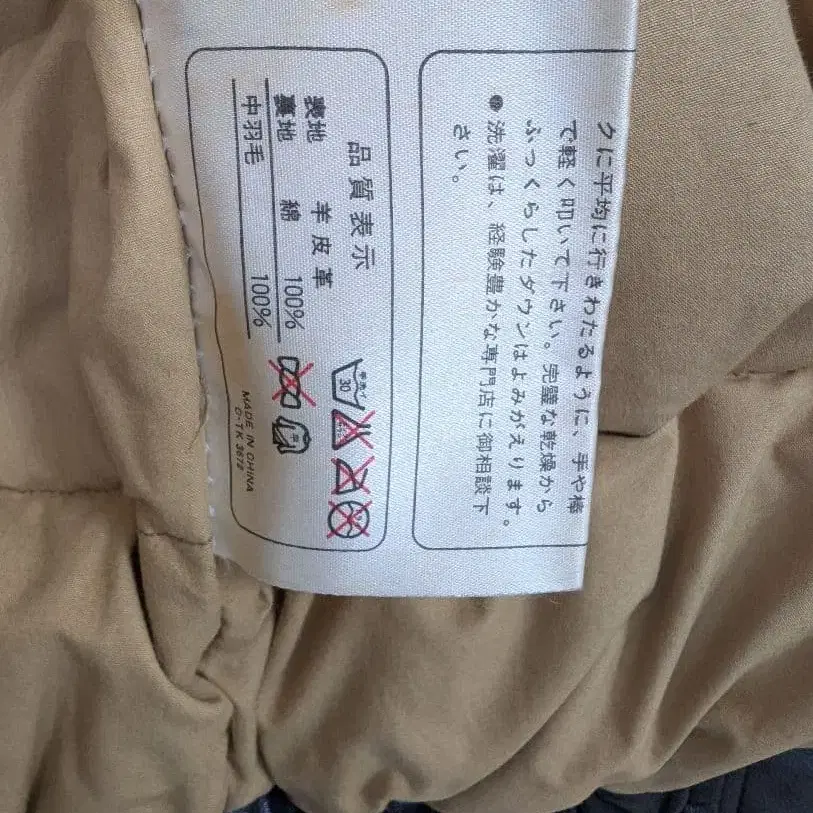 クに平均に行きわたるように、手や棒
で軽く叩いて下さい。完璧な乾燥から
ふっくらしたダウンはよみがえります。
●洗濯は、経験豊かな専門店に御相談下
さい。
品質表示
表地 羊皮革
裏地 綿 100%
中羽毛 100%
30
MADE IN CHINA